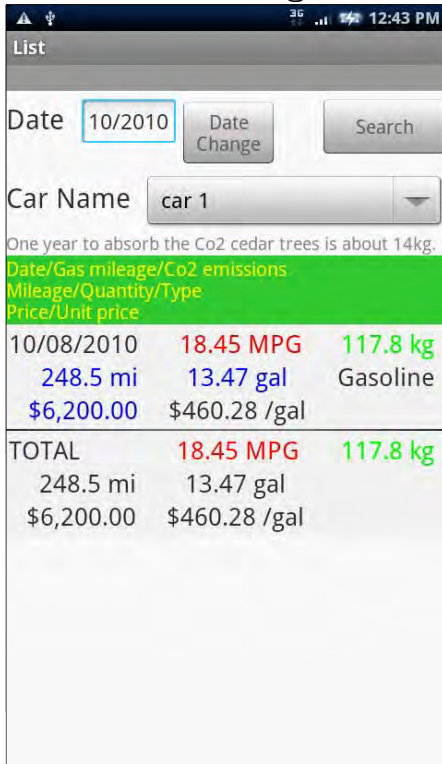 3G 12:43 PM
List
Date 10/2010 Date Change Search
Car Name car 1
One year to absorb the Co2 cedar trees is about 14kg.
Date/Gas mileage/Co2 emissions
Mileage/Quantity/Type
Price/Unit price
10/08/2010 18.45 MPG 117.8 kg
248.5 mi 13.47 gal Gasoline
$6,200.00 $460.28 /gal
TOTAL 18.45 MPG 117.8 kg
248.5 mi 13.47 gal
$6,200.00 $460.28 /gal